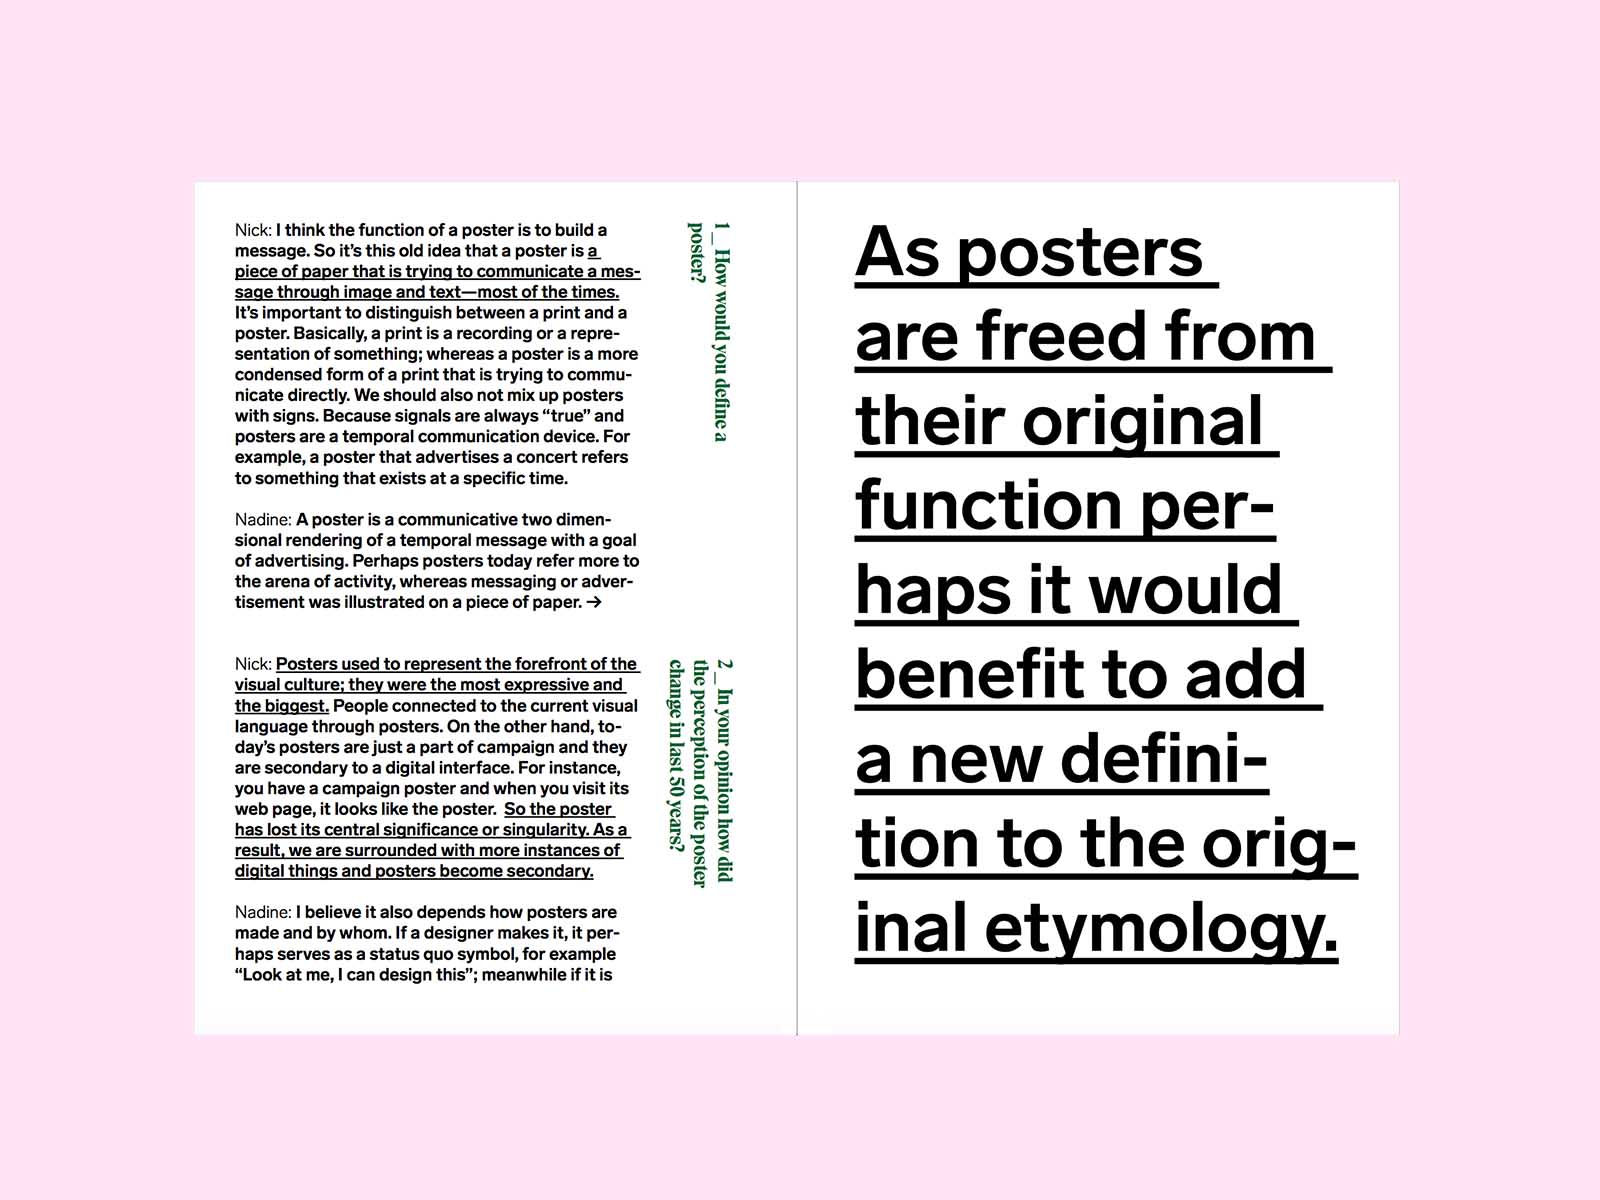 Nick: I think the function of a poster is to build a
message. So it’s this old idea that a poster is a
piece of paper that is trying to communicate a mes-
sage through image and text—most of the times.
It’s important to distinguish between a print and a
poster. Basically, a print is a recording or a repre-
sentation of something; whereas a poster is a more
condensed form of a print that is trying to commu-
nicate directly. We should also not mix up posters
with signs. Because signals are always “true” and
posters are a temporal communication device. For
example, a poster that advertises a concert refers
to something that exists at a specific time.
Nadine: A poster is a communicative two dimen-
sional rendering of a temporal message with a goal
of advertising. Perhaps posters today refer more to
the arena of activity, whereas messaging or adver-
tisement was illustrated on a piece of paper. →
1_ How would you define a
poster?
Nick: Posters used to represent the forefront of the
visual culture; they were the most expressive and
the biggest. People connected to the current visual
language through posters. On the other hand, to-
day’s posters are just a part of campaign and they
are secondary to a digital interface. For instance,
you have a campaign poster and when you visit its
web page, it looks like the poster. So the poster
has lost its central significance or singularity. As a
result, we are surrounded with more instances of
digital things and posters become secondary.
Nadine: I believe it also depends how posters are
made and by whom. If a designer makes it, it per-
haps serves as a status quo symbol, for example
“Look at me, I can design this”; meanwhile if it is
2_ In your opinion how did
the perception of the poster
change in last 50 years?
As posters
are freed from
their original
function per-
haps it would
benefit to add
a new defini-
tion to the orig-
inal etymology.